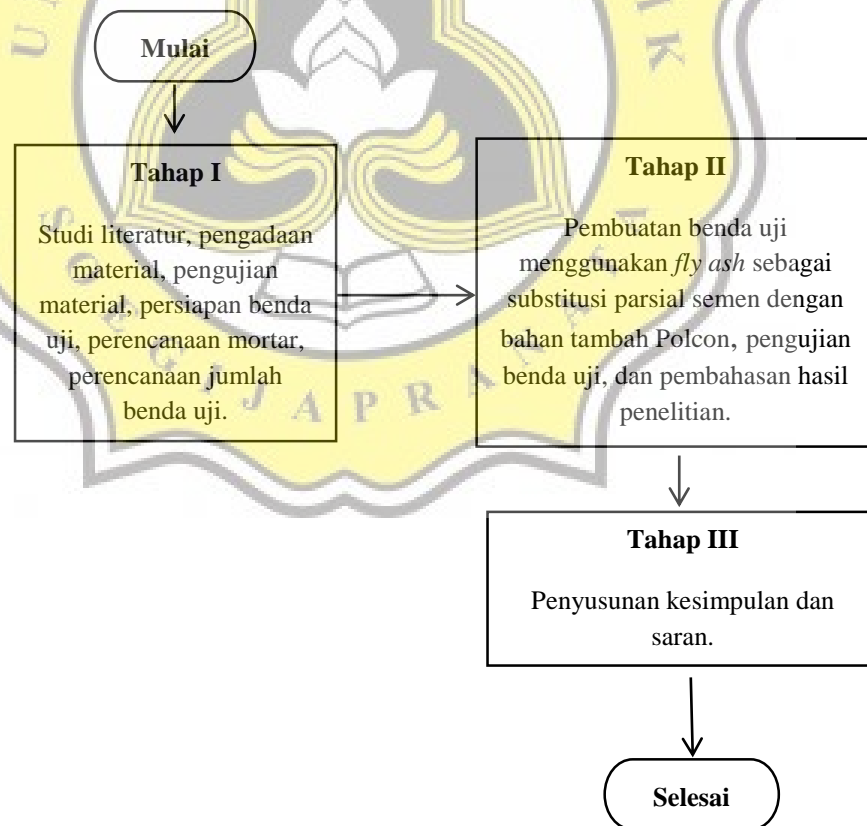 Mulai
Tahap I
Studi literatur, pengadaan
material, pengujian
material, persiapan benda
uji, perencanaan mortar,
perencanaan jumlah
benda uji.
Tahap II
Pembuatan benda uji
menggunakan fly ash sebagai
substitusi parsial semen dengan
bahan tambah Polcon, pengujian
benda uji, dan pembahasan hasil
penelitian.
Tahap III
Penyusunan kesimpulan dan
saran.
Selesai